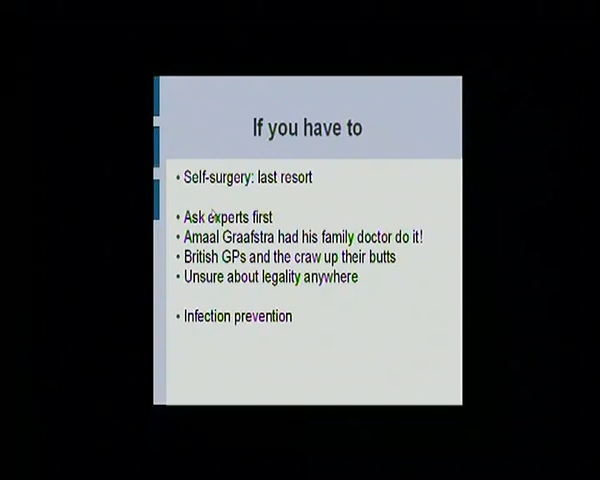 If you have to
• Self-surgery: last resort
• Ask experts first
• Amaal Graafstra had his family doctor do it!
• British GPs and the craw up their butts
• Unsure about legality anywhere
• Infection prevention